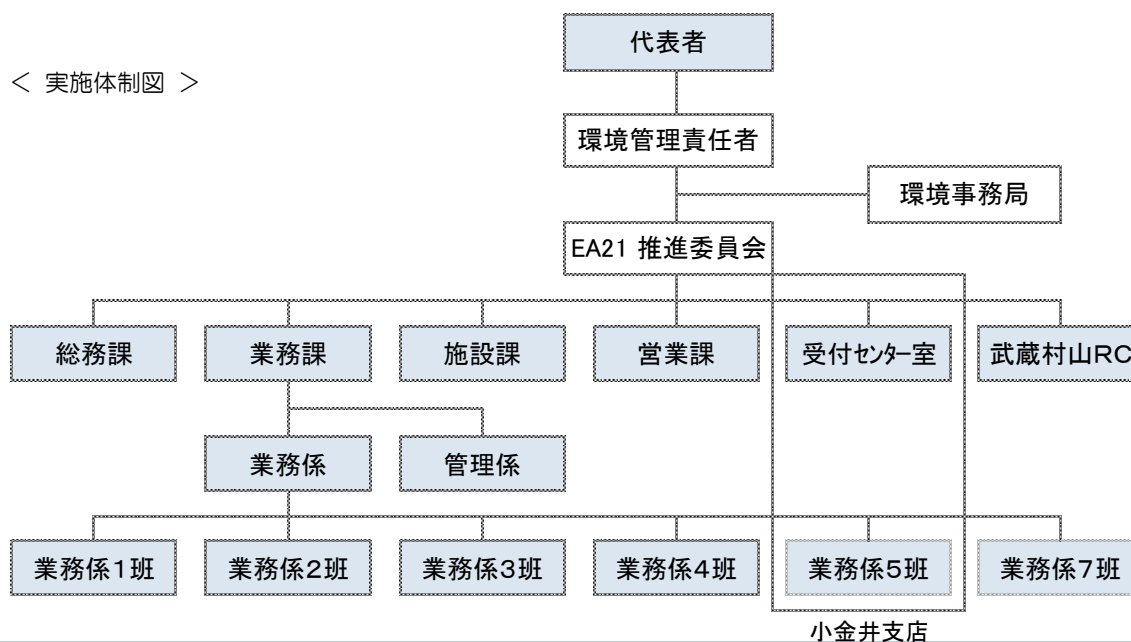 代表者
< 実施体制図 >
環境管理責任者
環境事務局
EA21 推進委員会
総務課
業務課
施設課
営業課
受付センター室
武蔵村山RC
業務係
管理係
業務係1班
業務係2班
業務係3班
業務係4班
業務係5班
業務係7班
小金井支店